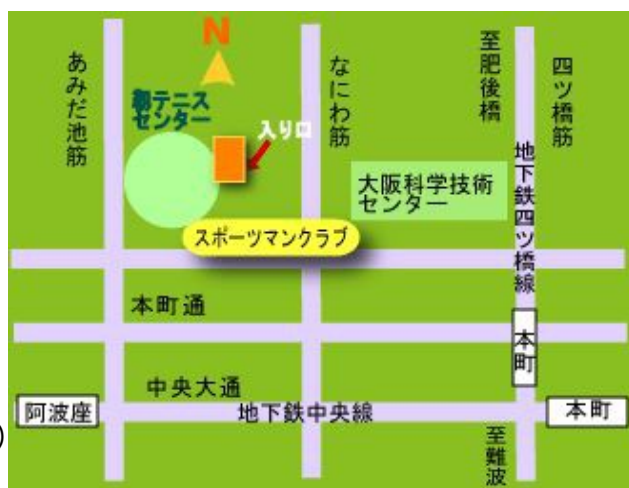 N
あみだ池筋
靭テニス
センター
入り口
なにわ筋
至肥後橋
四ツ橋筋
地下鉄四ツ橋線
大阪科学技術
センター
スポーツマンクラブ
本町通
本町
中央大通
阿波座
地下鉄中央線
本町
至難波
)